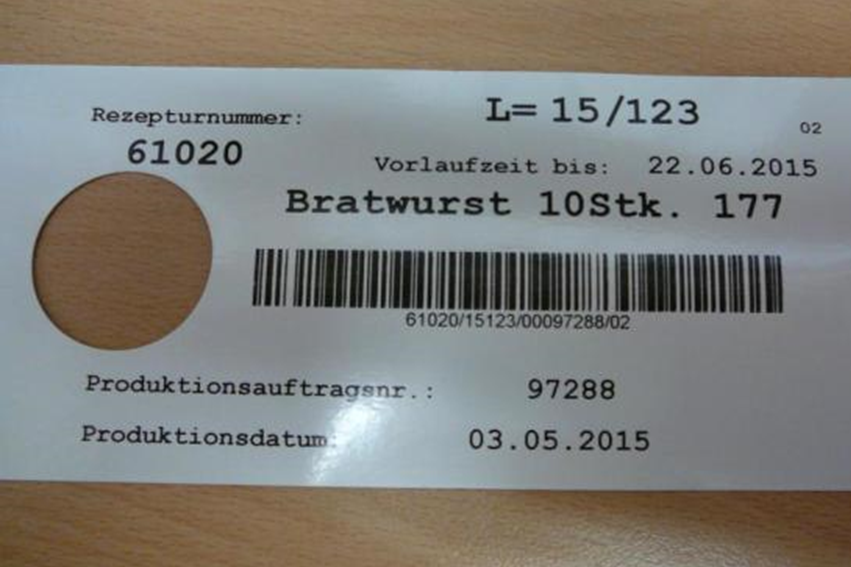 Rezepturnummer:
61020
L= 15/123
02
Vorlaufzeit bis: 22.06.2015
Bratwurst 10Stk. 177
61020/15123/00097288/02
Produktionsauftragsnr.: 97288
Produktionsdatum: 03.05.2015